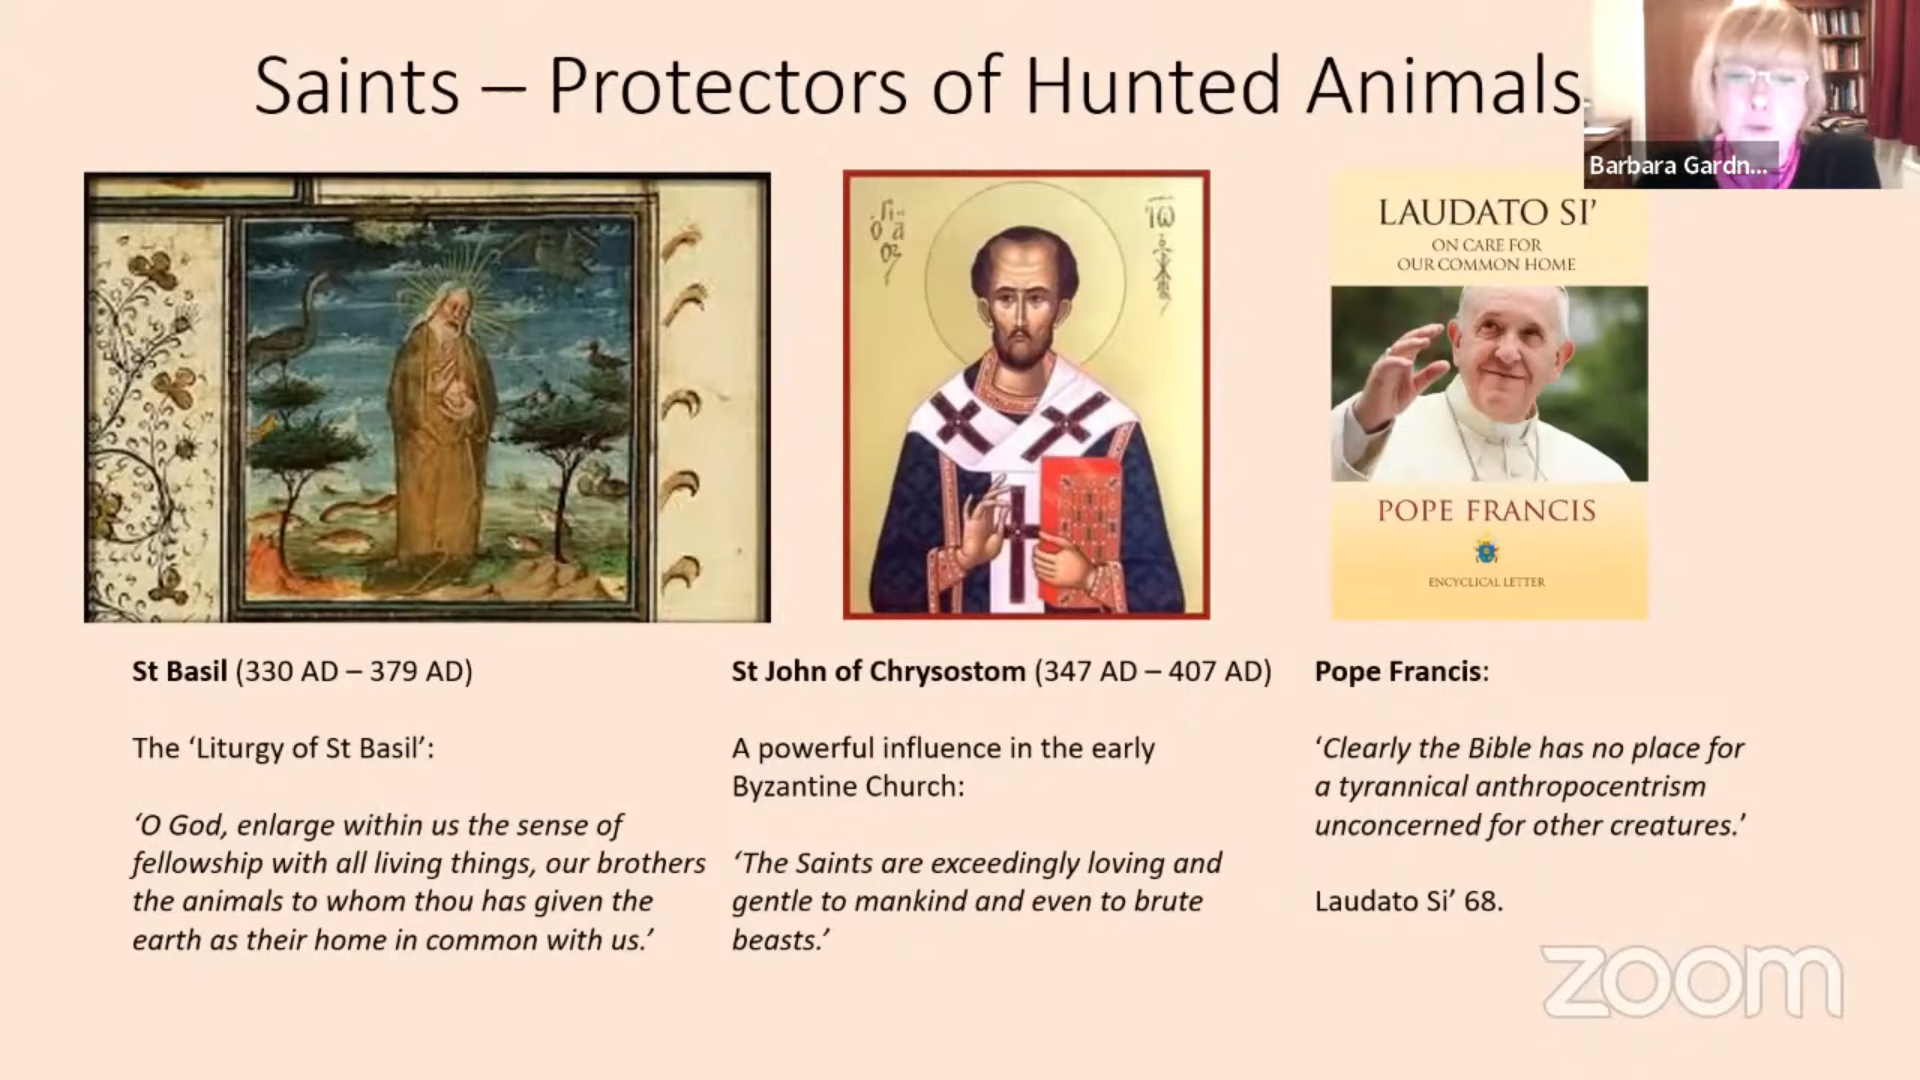 Saints – Protectors of Hunted Animals
Barbara Gardn...
LAUDATO SI’
ON CARE FOR
OUR COMMON HOME
POPE FRANCIS
ENCYCLICAL LETTER
St Basil (330 AD – 379 AD)
The ‘Liturgy of St Basil’:
‘O God, enlarge within us the sense of
fellowship with all living things, our brothers
the animals to whom thou has given the
earth as their home in common with us.’
St John of Chrysostom (347 AD – 407 AD)
A powerful influence in the early
Byzantine Church:
‘The Saints are exceedingly loving and
gentle to mankind and even to brute
beasts.’
Pope Francis:
‘Clearly the Bible has no place for
a tyrannical anthropocentrism
unconcerned for other creatures.’
Laudato Si’ 68.
zoom